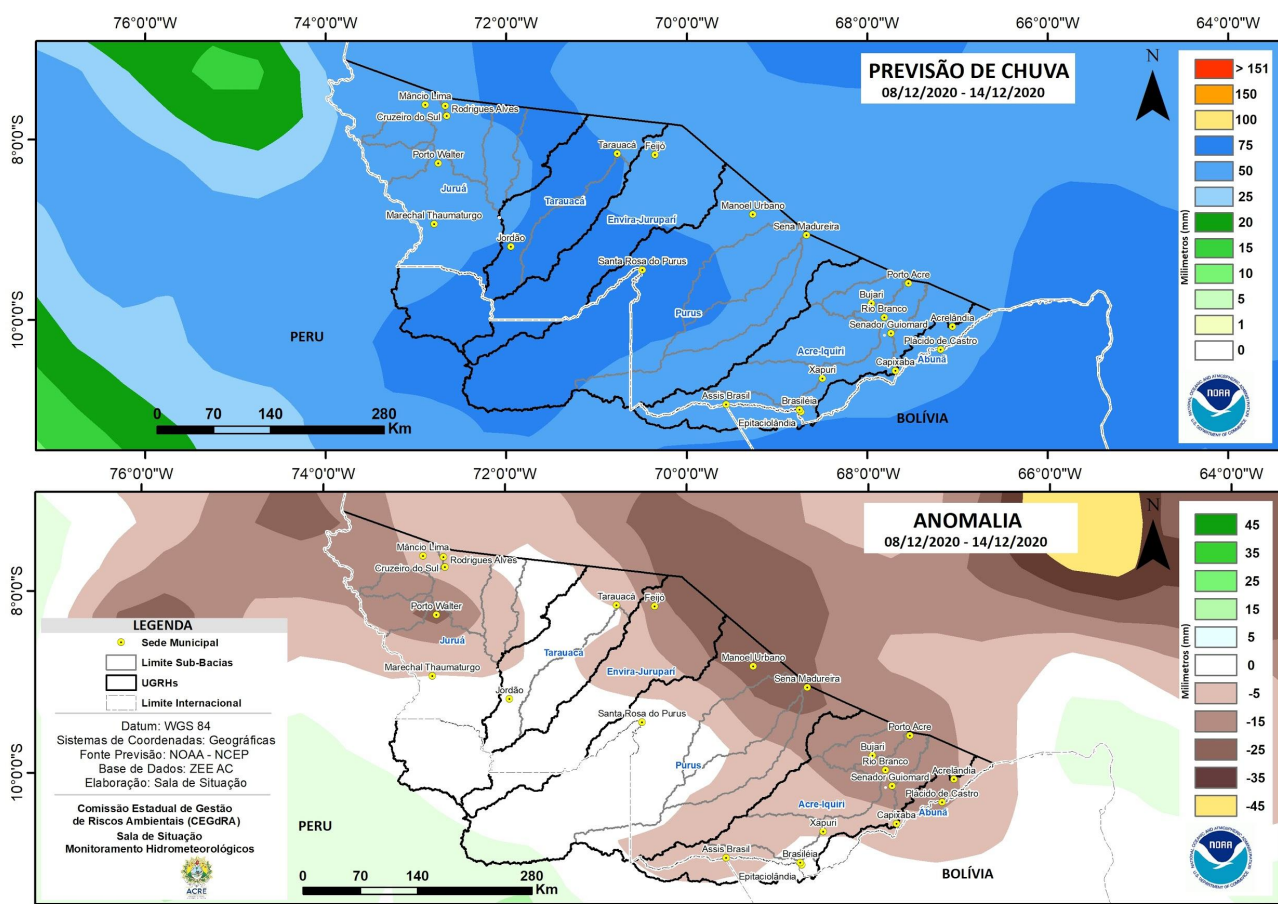 76°0'0"W 74°0'0"W 72°0'0"W 70°0'0"W 68°0'0"W 66°0'0"W 64°0'0"W
PREVISÃO DE CHUVA
08/12/2020 - 14/12/2020
N
> 151
150
100
75
50
25
20
15
10
5
1
0
Milímetros (mm)
NOAA
8°0'0"S
10°0'0"S
Mâncio Lima
Rodrigues Alves
Cruzeiro do Sul
Porto Walter
Juruá
Marechal Thaumaturgo
Tarauacá
Feijó
Tarauacá
Envira-Jurupari
Jordão
Santa Rosa do Purus
Manoel Urbano
Sena Madureira
Purus
Porto Acre
Bujari
Rio Branco
Senador Guiomard
Acrelândia
Plácido de Castro
Abunã
Acre-Iquiri
Capixaba
Xapuri
Assis Brasil
Brasiléia
Epitaciolândia
PERU
BOLÍVIA
0 70 140 280
Km
76°0'0"W 74°0'0"W 72°0'0"W 70°0'0"W 68°0'0"W 66°0'0"W 64°0'0"W
ANOMALIA
08/12/2020 - 14/12/2020
N
45
35
25
15
5
0
-5
-15
-25
-35
-45
Milímetros (mm)
NOAA
8°0'0"S
10°0'0"S
Mâncio Lima
Rodrigues Alves
Cruzeiro do Sul
Porto Walter
Juruá
Marechal Thaumaturgo
Tarauacá
Feijó
Tarauacá
Envira-Jurupari
Jordão
Santa Rosa do Purus
Manoel Urbano
Sena Madureira
Purus
Porto Acre
Bujari
Rio Branco
Senador Guiomard
Acrelândia
Plácido de Castro
Abunã
Acre-Iquiri
Capixaba
Xapuri
Assis Brasil
Brasiléia
Epitaciolândia
PERU
BOLÍVIA
0 70 140 280
Km
LEGENDA
Sede Municipal
Limite Sub-Bacias
UGRHs
Limite Internacional
Datum: WGS 84
Sistemas de Coordenadas: Geográficas
Fonte Previsão: NOAA - NCEP
Base de Dados: ZEE AC
Elaboração: Sala de Situação
Comissão Estadual de Gestão
de Riscos Ambientais (CEGdRA)
Sala de Situação
Monitoramento Hidrometeorológicos
ACRE